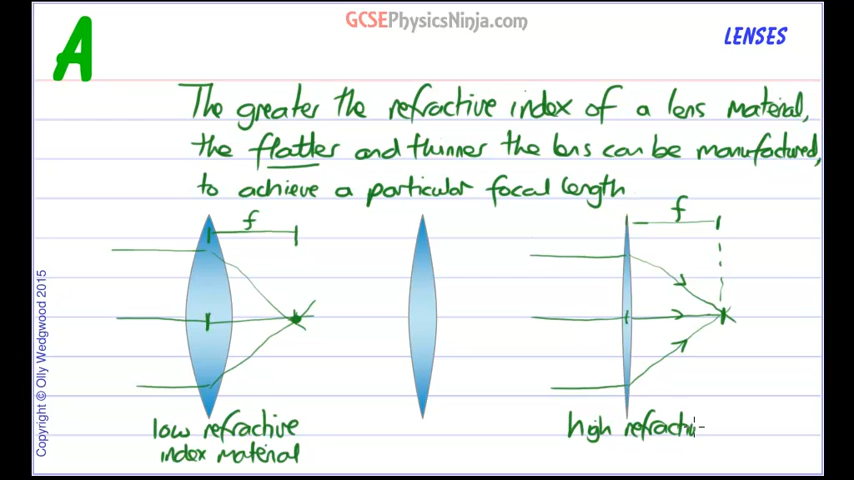 GCSEPhysicsNinja.com
A
LENSES
The greater the refractive index of a lens material,
the flatter and thinner the lens can be manufactured,
to achieve a particular focal length
f
f
low refractive
index material
high refracti
Copyright © Olly Wedgwood 2015